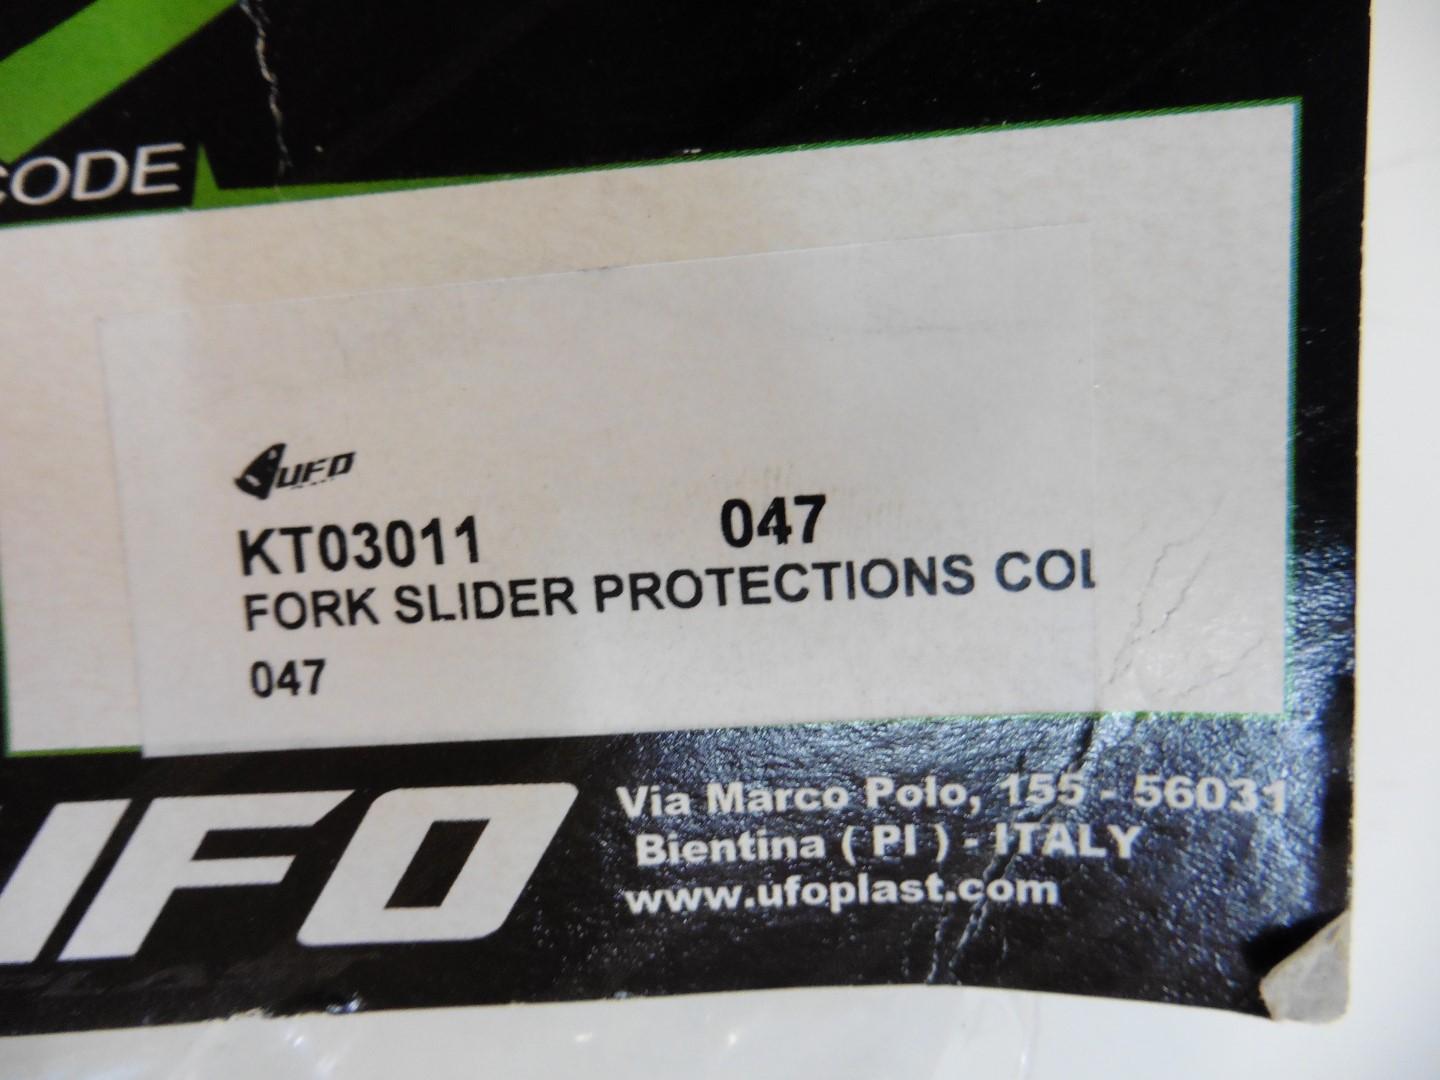 CODE
UFO
KT03011 047
FORK SLIDER PROTECTIONS COL
047
UFO
Via Marco Polo, 155 - 56031
Bientina ( PI ) - ITALY
www.ufoplast.com